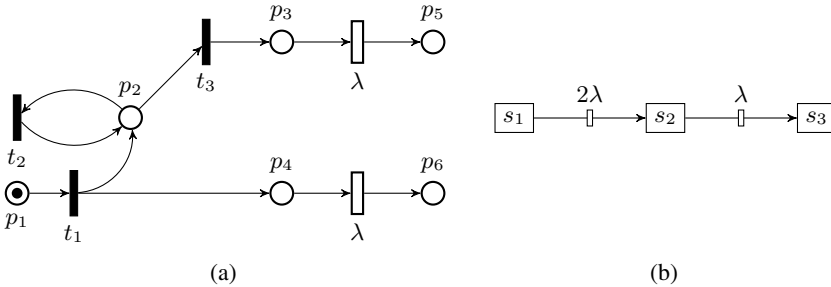 p₃ p₅
t₃ λ
p₂
t₂
2λ λ
s₁ s₂ s₃
p₄ p₆
p₁ t₁ λ
(a) (b)